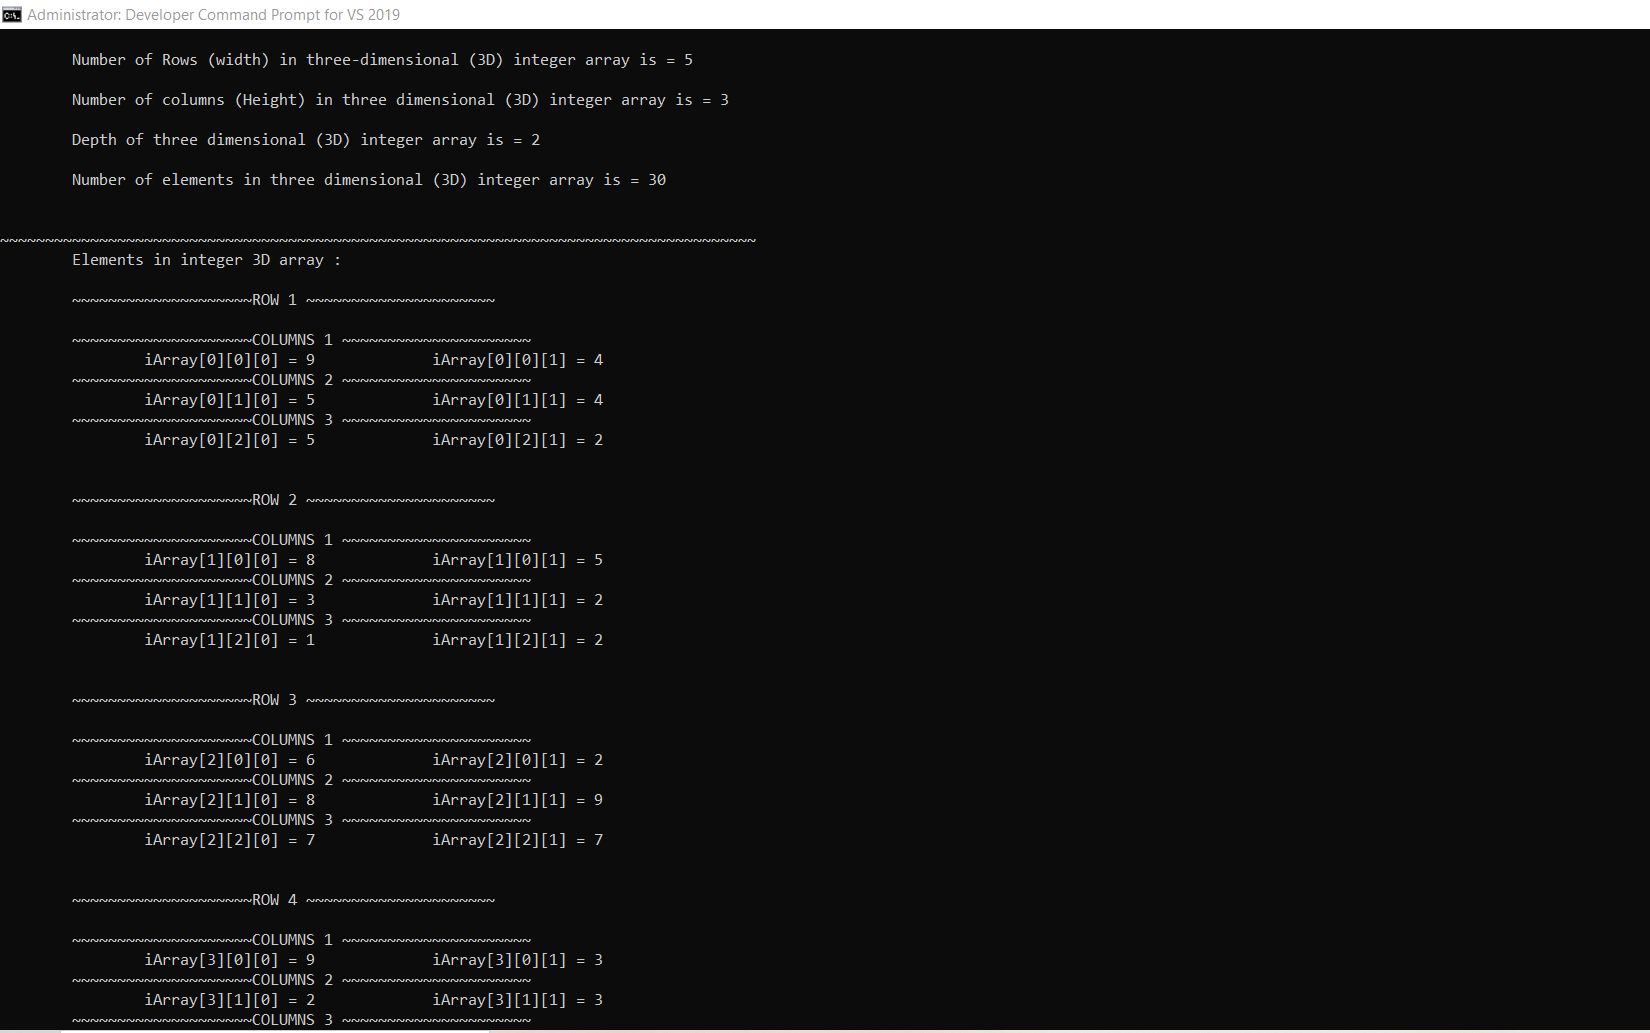 Administrator: Developer Command Prompt for VS 2019
Number of Rows (width) in three-dimensional (3D) integer array is = 5
Number of columns (Height) in three dimensional (3D) integer array is = 3
Depth of three dimensional (3D) integer array is = 2
Number of elements in three dimensional (3D) integer array is = 30
~~~~~~~~~~~~~~~~~~~~~~~~~~~~~~~~~~~~~~~~~~~~~~~~~~~~~~~~~~~~~~~~~~~~~~~~~~~~~~~~~~~~
Elements in integer 3D array :
~~~~~~~~~~~~~~~~~~~~ROW 1 ~~~~~~~~~~~~~~~~~~~~~
~~~~~~~~~~~~~~~~~~~~COLUMNS 1 ~~~~~~~~~~~~~~~~~~~~~
iArray[0][0][0] = 9 iArray[0][0][1] = 4
~~~~~~~~~~~~~~~~~~~~COLUMNS 2 ~~~~~~~~~~~~~~~~~~~~~
iArray[0][1][0] = 5 iArray[0][1][1] = 4
~~~~~~~~~~~~~~~~~~~~COLUMNS 3 ~~~~~~~~~~~~~~~~~~~~~
iArray[0][2][0] = 5 iArray[0][2][1] = 2
~~~~~~~~~~~~~~~~~~~~ROW 2 ~~~~~~~~~~~~~~~~~~~~~
~~~~~~~~~~~~~~~~~~~~COLUMNS 1 ~~~~~~~~~~~~~~~~~~~~~
iArray[1][0][0] = 8 iArray[1][0][1] = 5
~~~~~~~~~~~~~~~~~~~~COLUMNS 2 ~~~~~~~~~~~~~~~~~~~~~
iArray[1][1][0] = 3 iArray[1][1][1] = 2
~~~~~~~~~~~~~~~~~~~~COLUMNS 3 ~~~~~~~~~~~~~~~~~~~~~
iArray[1][2][0] = 1 iArray[1][2][1] = 2
~~~~~~~~~~~~~~~~~~~~ROW 3 ~~~~~~~~~~~~~~~~~~~~~
~~~~~~~~~~~~~~~~~~~~COLUMNS 1 ~~~~~~~~~~~~~~~~~~~~~
iArray[2][0][0] = 6 iArray[2][0][1] = 2
~~~~~~~~~~~~~~~~~~~~COLUMNS 2 ~~~~~~~~~~~~~~~~~~~~~
iArray[2][1][0] = 8 iArray[2][1][1] = 9
~~~~~~~~~~~~~~~~~~~~COLUMNS 3 ~~~~~~~~~~~~~~~~~~~~~
iArray[2][2][0] = 7 iArray[2][2][1] = 7
~~~~~~~~~~~~~~~~~~~~ROW 4 ~~~~~~~~~~~~~~~~~~~~~
~~~~~~~~~~~~~~~~~~~~COLUMNS 1 ~~~~~~~~~~~~~~~~~~~~~
iArray[3][0][0] = 9 iArray[3][0][1] = 3
~~~~~~~~~~~~~~~~~~~~COLUMNS 2 ~~~~~~~~~~~~~~~~~~~~~
iArray[3][1][0] = 2 iArray[3][1][1] = 3
~~~~~~~~~~~~~~~~~~~~COLUMNS 3 ~~~~~~~~~~~~~~~~~~~~~